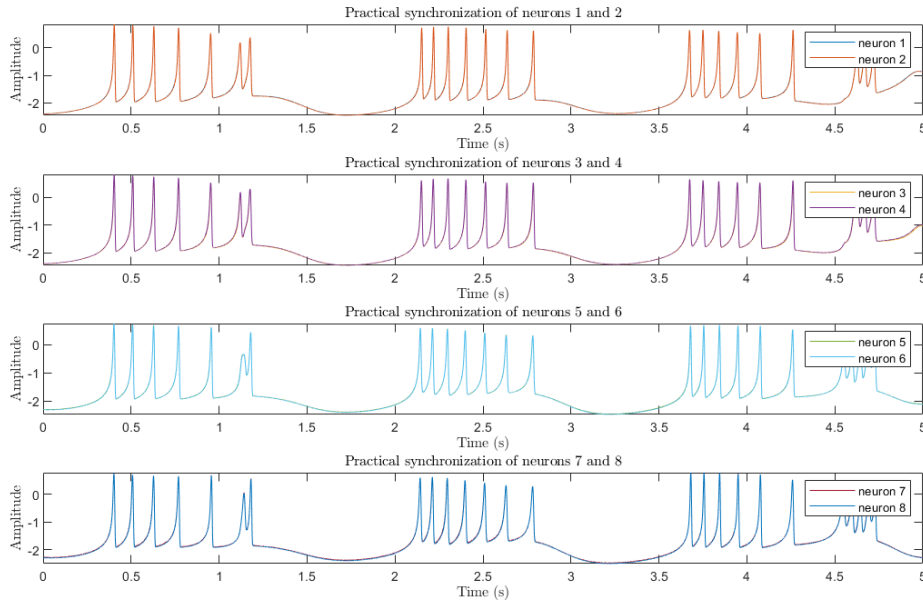 Practical synchronization of neurons 1 and 2
Amplitude
0
-1
-2
neuron 1
neuron 2
0 0.5 1 1.5 2 2.5 3 3.5 4 4.5 5
Time (s)
Practical synchronization of neurons 3 and 4
Amplitude
0
-1
-2
neuron 3
neuron 4
0 0.5 1 1.5 2 2.5 3 3.5 4 4.5 5
Time (s)
Practical synchronization of neurons 5 and 6
Amplitude
0
-1
-2
neuron 5
neuron 6
0 0.5 1 1.5 2 2.5 3 3.5 4 4.5 5
Time (s)
Practical synchronization of neurons 7 and 8
Amplitude
0
-1
-2
neuron 7
neuron 8
0 0.5 1 1.5 2 2.5 3 3.5 4 4.5 5
Time (s)